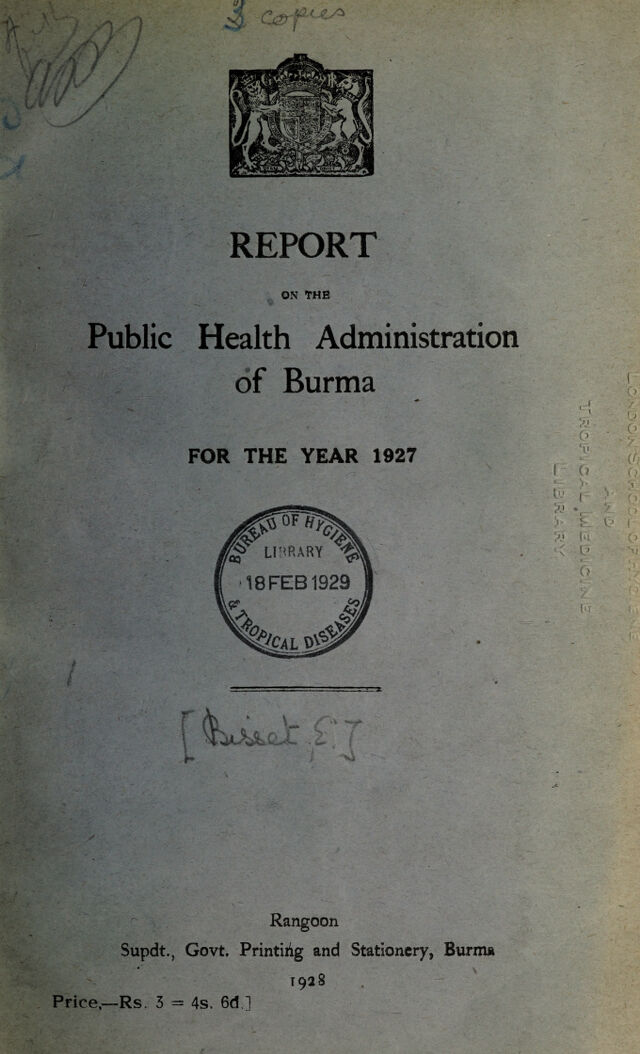 3 copies
REPORT
ON THE
Public Health Administration
of Burma
FOR THE YEAR 1927
BUREAU OF HYGIENE
LIBRARY
18 FEB 1929
& TROPICAL DISEASES
LONDON SCHOOL OF HYGIENE
AND
TROPICAL MEDICINE
LIBRARY
[Bisset, E.]
Rangoon
Supdt., Govt. Printing and Stationery, Burma
1928
Price,—Rs. 3 = 4s. 6d.]